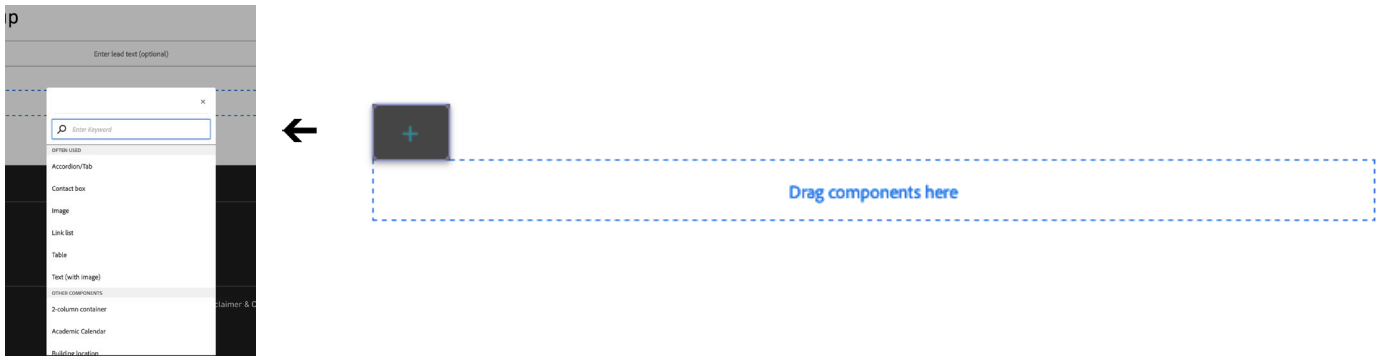 up
Enter lead text (optional)
×
Enter Keyword
OFTEN USED
Accordion/Tab
Contact box
Image
Link list
Table
Text (with image)
OTHER COMPONENTS
2-column container
Academic Calendar
Building location
claimer & C
+
Drag components here